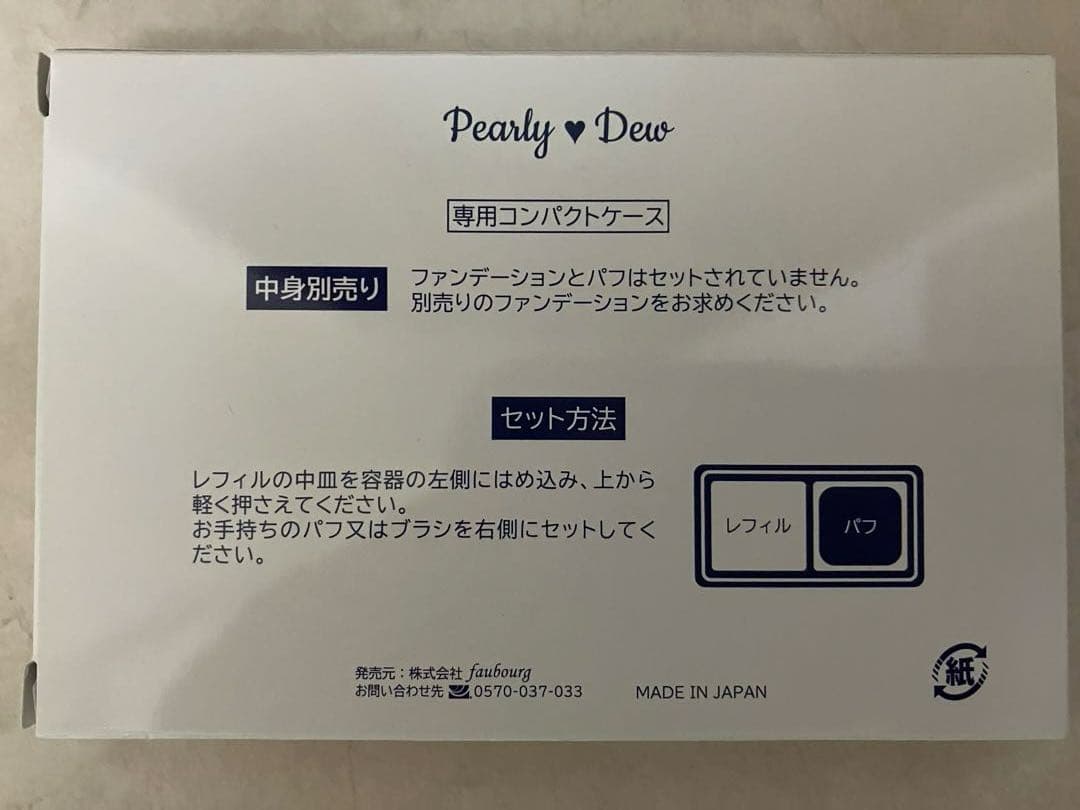 Pearly ♥ Dew
専用コンパクトケース
中身別売り
ファンデーションとパフはセットされていません。
別売りのファンデーションをお求めください。
セット方法
レフィルの中皿を容器の左側にはめ込み、上から
軽く押さえてください。
お手持ちのパフ又はブラシを右側にセットしてく
ださい。
レフィル
パフ
発売元：株式会社 faubourg
お問い合わせ先 0570-037-033
MADE IN JAPAN
紙